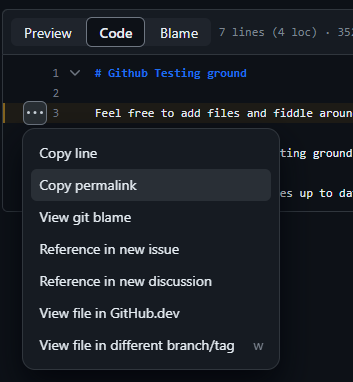 Preview Code Blame 7 lines (4 loc) · 35
1 # Github Testing ground
2
3 Feel free to add files and fiddle aroun
Copy line
ting ground
Copy permalink
es up to da
View git blame
Reference in new issue
Reference in new discussion
View file in GitHub.dev
View file in different branch/tag w